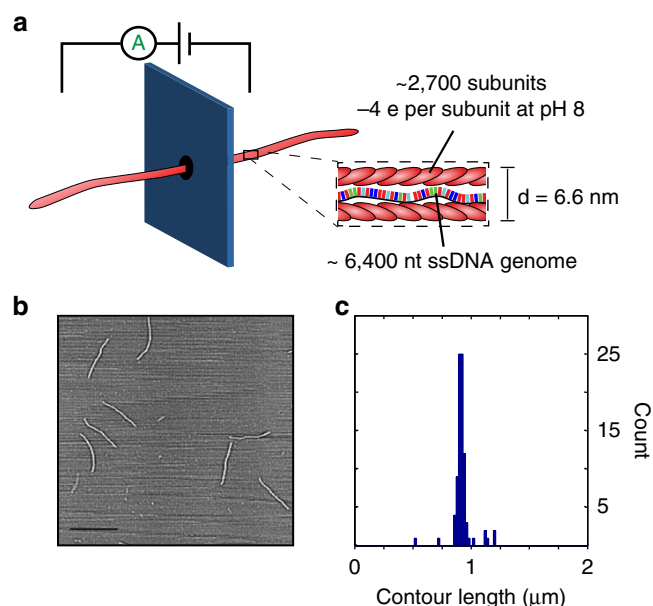 a
A
~2,700 subunits
–4 e per subunit at pH 8
d = 6.6 nm
~ 6,400 nt ssDNA genome
b
c
25
15
5
Count
0
1
2
Contour length (μm)